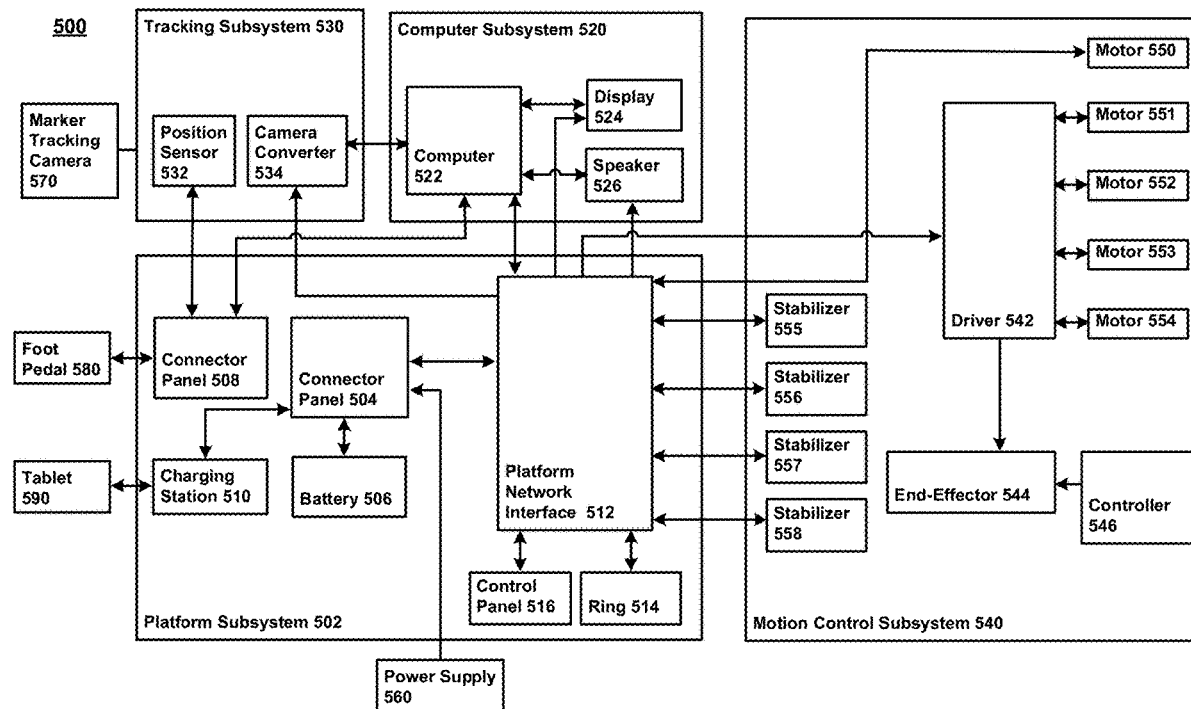 500
Tracking Subsystem 530
Computer Subsystem 520
Marker
Tracking
Camera
570
Position
Sensor
532
Camera
Converter
534
Computer
522
Display
524
Speaker
526
Motor 550
Motor 551
Motor 552
Motor 553
Motor 554
Driver 542
Foot
Pedal 580
Connector
Panel 508
Connector
Panel 504
Stabilizer
555
Stabilizer
556
Stabilizer
557
Stabilizer
558
Tablet
590
Charging
Station 510
Battery 506
Platform
Network
Interface 512
End-Effector 544
Controller
546
Control
Panel 516
Ring 514
Platform Subsystem 502
Motion Control Subsystem 540
Power Supply
560